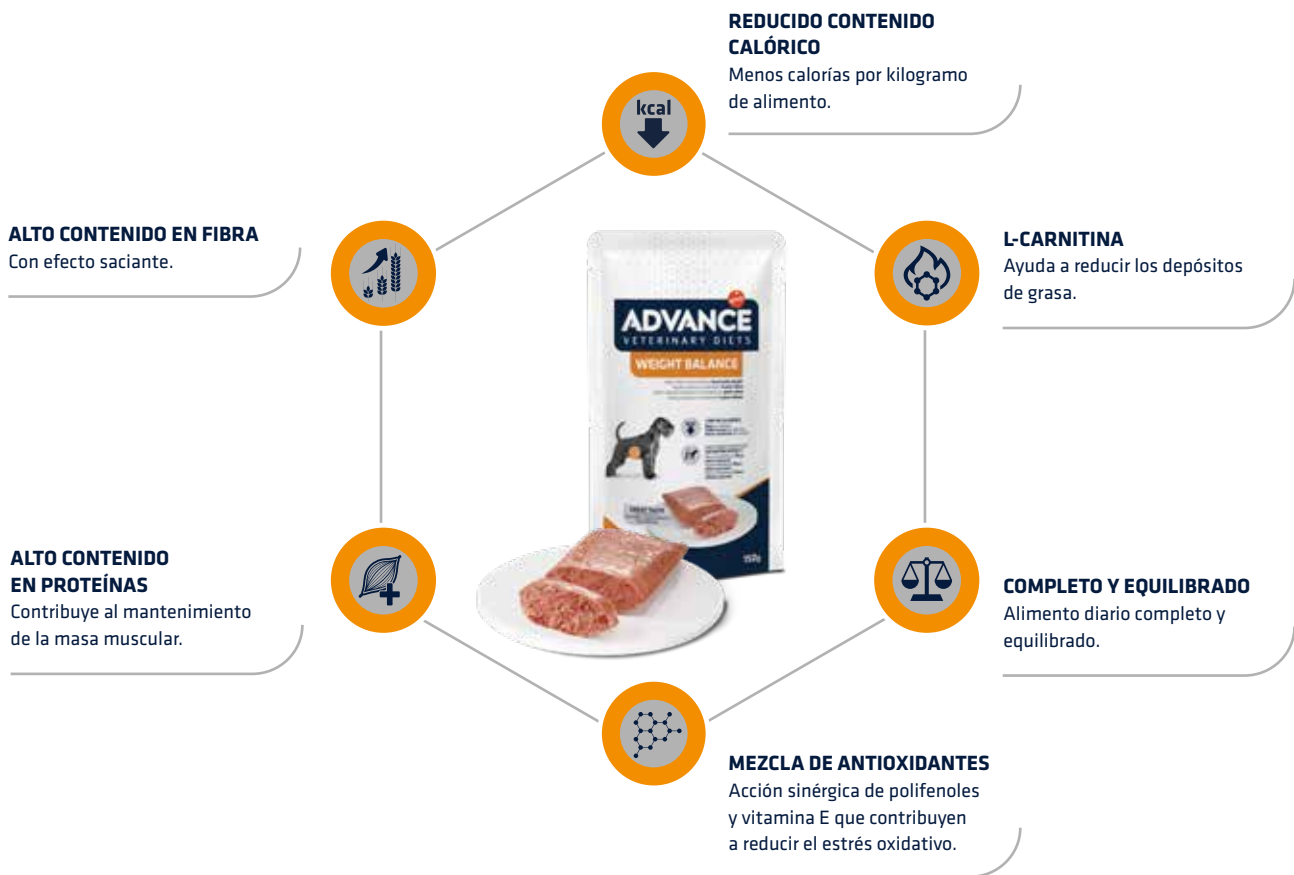 REDUCIDO CONTENIDO
CALÓRICO
Menos calorías por kilogramo
de alimento.
kcal
ALTO CONTENIDO EN FIBRA
Con efecto saciante.
L-CARNITINA
Ayuda a reducir los depósitos
de grasa.
ADVANCE
VETERINARY DIETS
WEIGHT BALANCE
150g
ALTO CONTENIDO
EN PROTEÍNAS
Contribuye al mantenimiento
de la masa muscular.
COMPLETO Y EQUILIBRADO
Alimento diario completo y
equilibrado.
MEZCLA DE ANTIOXIDANTES
Acción sinérgica de polifenoles
y vitamina E que contribuyen
a reducir el estrés oxidativo.